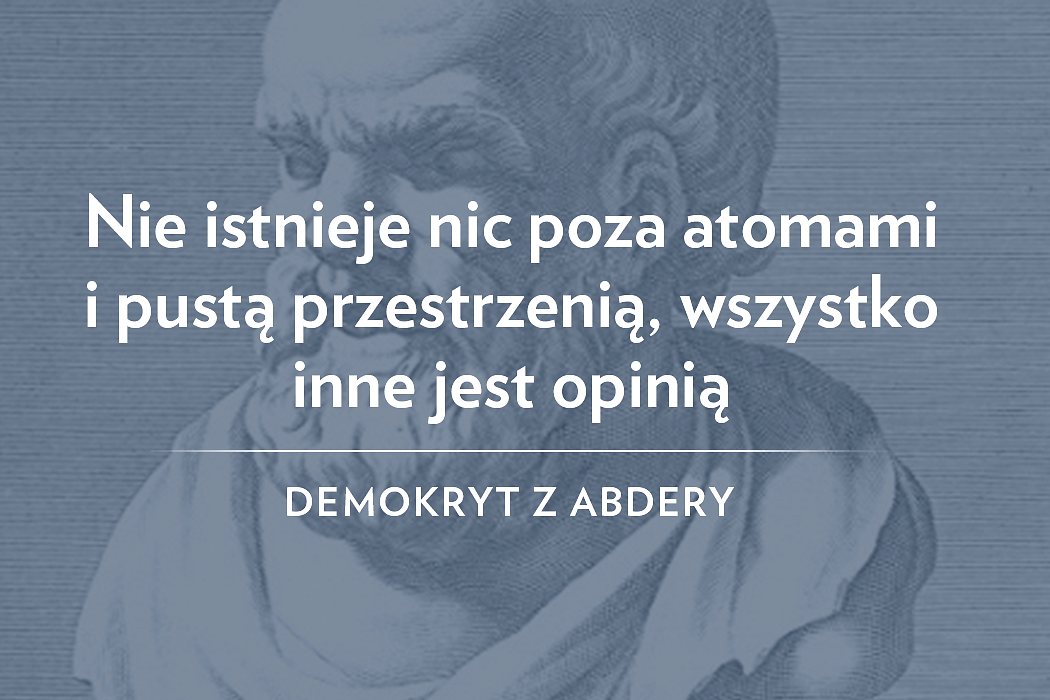 Nie istnieje nic poza atomami
i pustą przestrzenią, wszystko
inne jest opinią
DEMOKRYT Z ABDERY